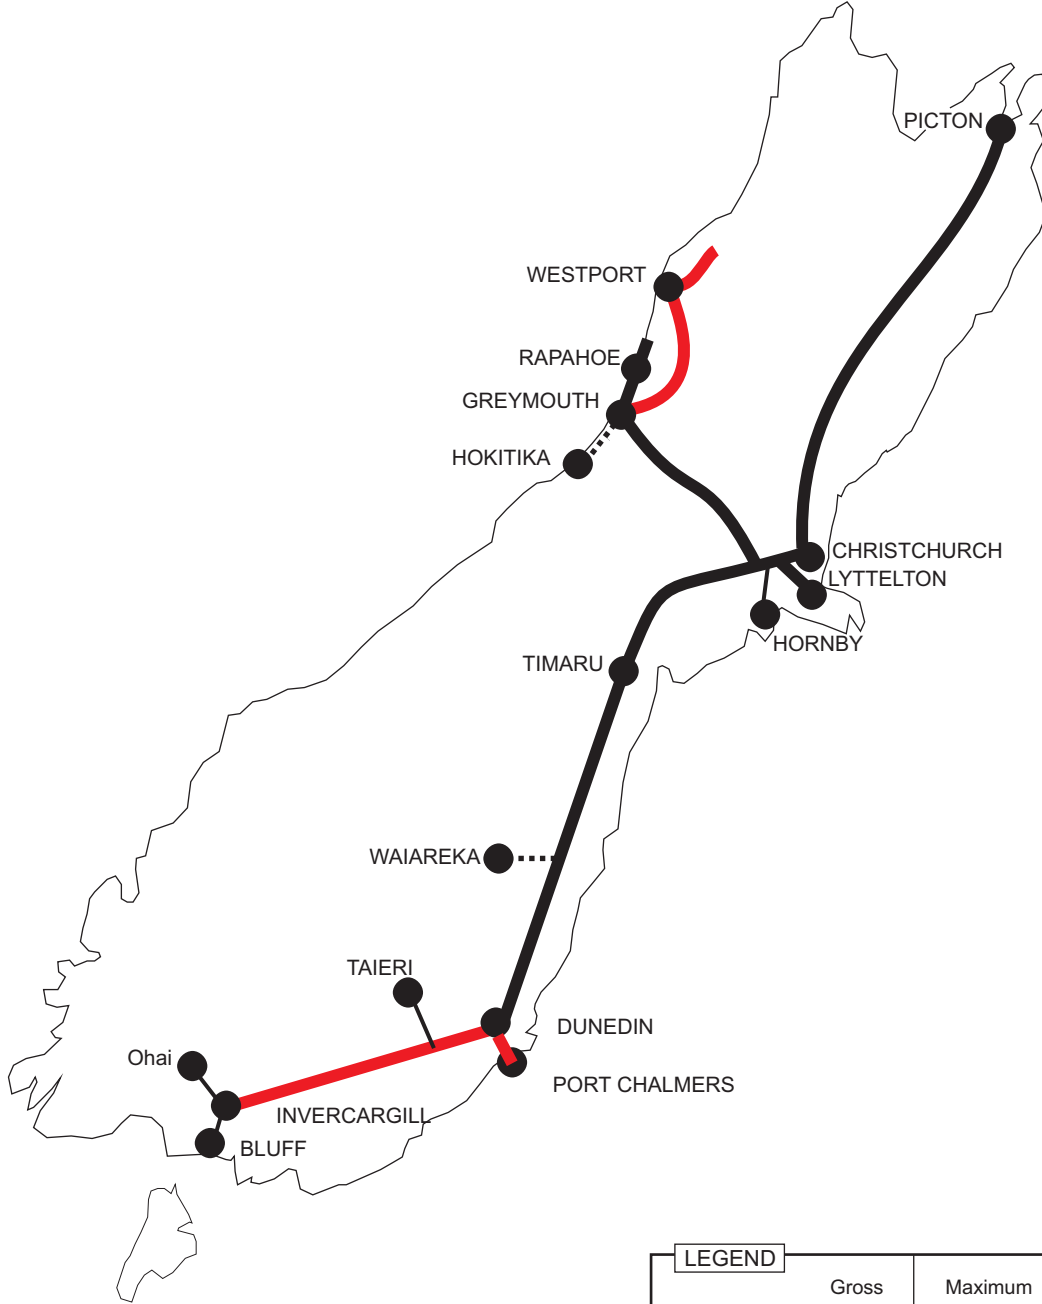 PICTON
WESTPORT
RAPAHOE
GREYMOUTH
HOKITIKA
CHRISTCHURCH
LYTTELTON
HORNBY
TIMARU
WAIAREKA
TAIERI
DUNEDIN
Ohai
PORT CHALMERS
INVERCARGILL
BLUFF
LEGEND
Gross Maximum